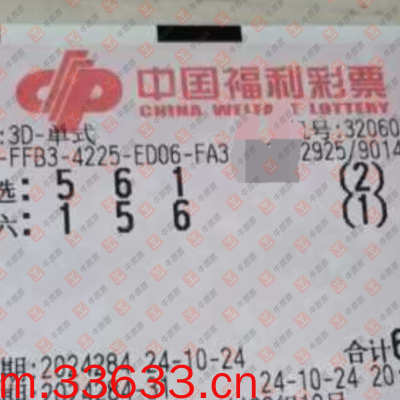 中国福利彩票
CHINA WELFA T LOTTERY
:3D-单式 号:32060
-FFB3-4225-ED06-FA3 2925/9014
选: 5 6 1 (2)
六: 1 5 6 (1)
合计6
期:2024284 24-10-24
m.33633.cn
24-10-24 20